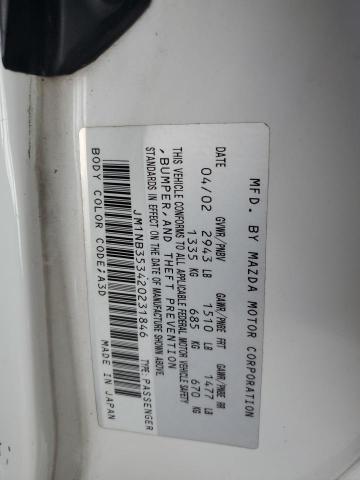 MFD. BY MAZDA MOTOR CORPORATION
DATE GVWR/PNBV GAWR/PNBE FRT GAWR/PNBE RR
04/02 2943 LB 1510 LB 1477 LB
1335 KG 685 KG 670 KG
THIS VEHICLE CONFORMS TO ALL APPLICABLE FEDERAL MOTOR VEHICLE SAFETY
, BUMPER, AND THEFT PREVENTION
STANDARDS IN EFFECT ON THE DATE OF MANUFACTURE SHOWN ABOVE.
JM1NB353420231846 TYPE:PASSENGER
BODY COLOR CODE:A3D MADE IN JAPAN